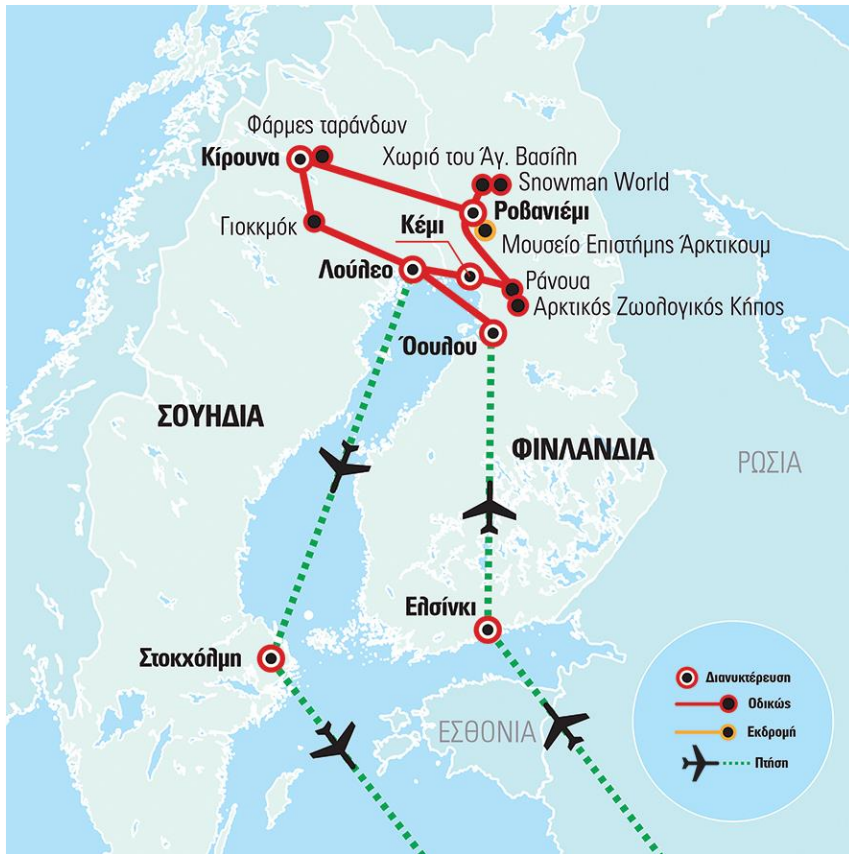 Φάρμες ταράνδων
Κίρουνα
Χωριό του Άγ. Βασίλη
Snowman World
Ροβανιέμι
Γιοκκμόκ
Κέμι
Μουσείο Επιστήμης Άρκτικουμ
Λούλεο
Ράνουα
Αρκτικός Ζωολογικός Κήπος
Όουλου
ΣΟΥΗΔΙΑ
ΦΙΝΛΑΝΔΙΑ
ΡΩΣΙΑ
Ελσίνκι
Στοκχόλμη
ΕΣΘΟΝΙΑ
Διανυκτέρευση
Οδικώς
Εκδρομή
Πτήση